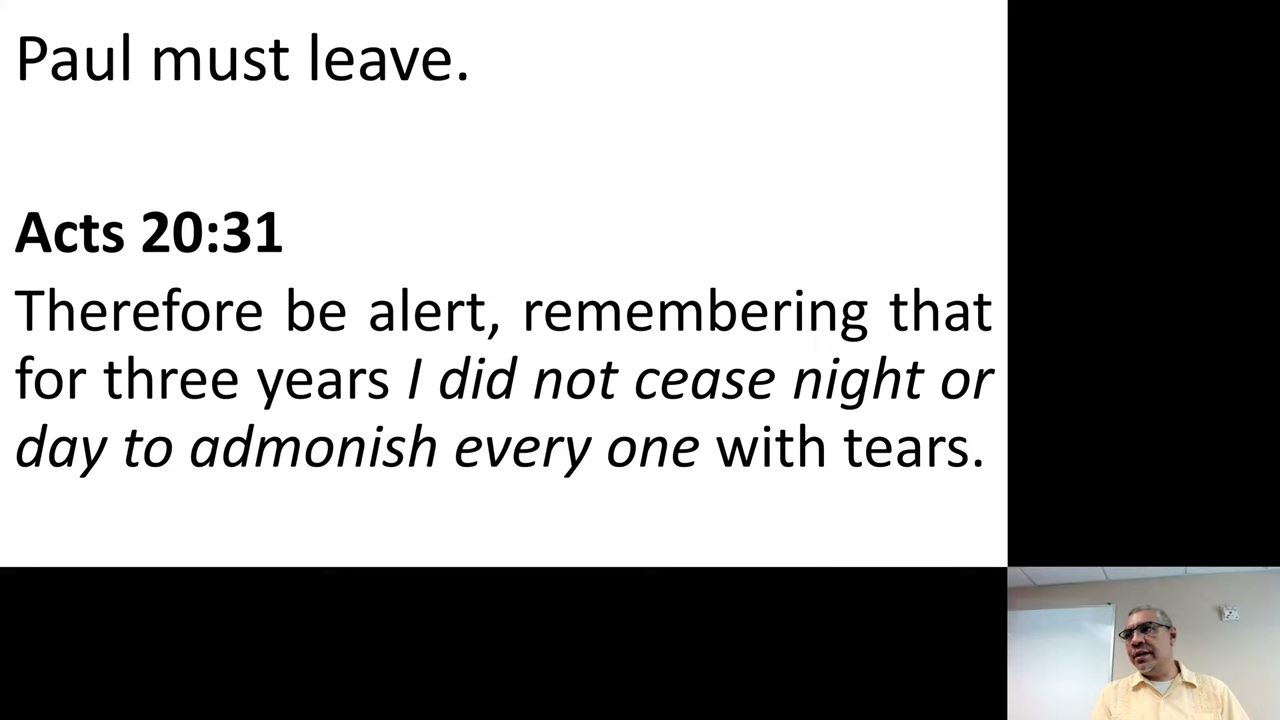 Paul must leave.
Acts 20:31
Therefore be alert, remembering that
for three years I did not cease night or
day to admonish every one with tears.